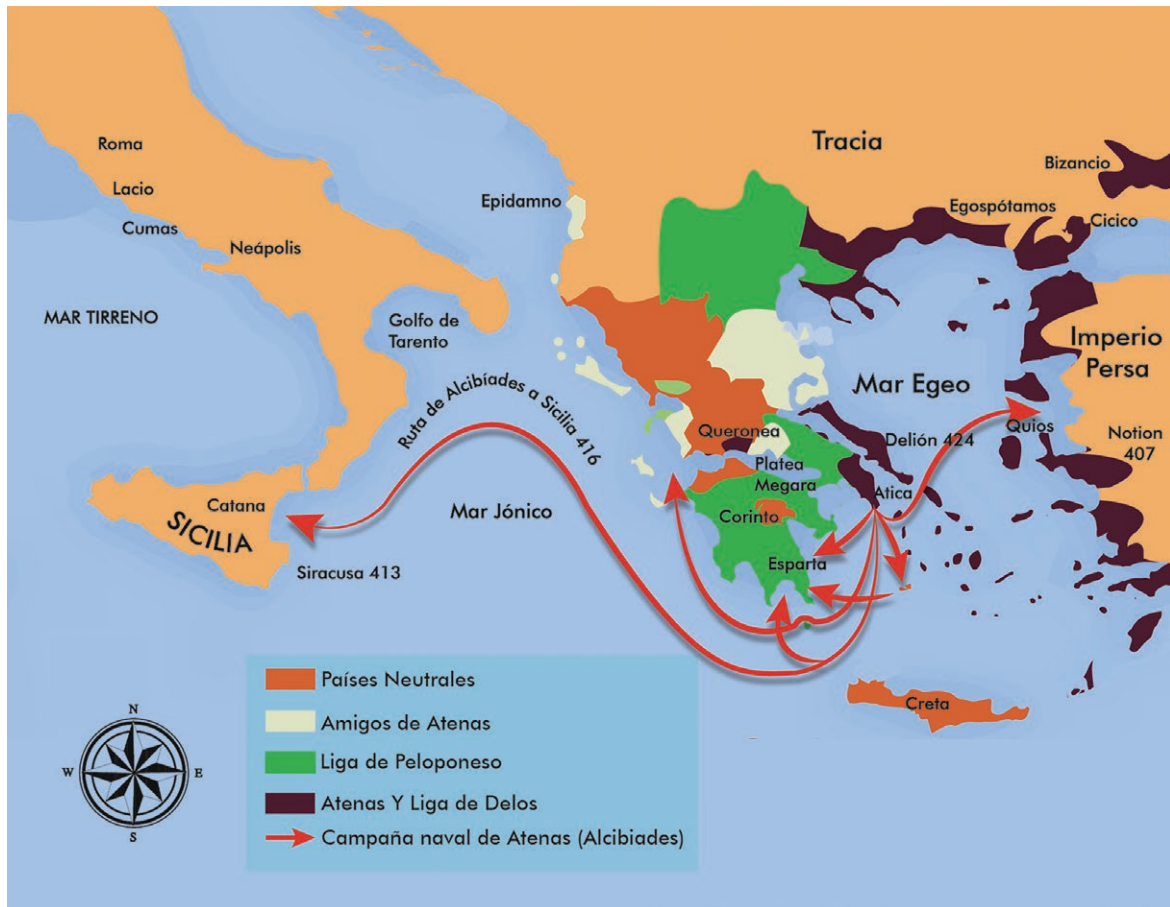 Tracia
Roma
Bizancio
Lacio
Epidamno
Egospótamos
Cicico
Cumas
Neápolis
MAR TIRRENO
Golfo de
Tarento
Imperio
Persa
Mar Egeo
Ruta de Alcibíades a Sicilia 416
Queronea
Delión 424
Quios
Notion
407
Platea
Megara
Atica
Catana
SICILIA
Mar Jónico
Corinto
Esparta
Siracusa 413
Países Neutrales
Creta
Amigos de Atenas
Liga de Peloponeso
Atenas Y Liga de Delos
Campaña naval de Atenas (Alcibiades)
N
W
E
S